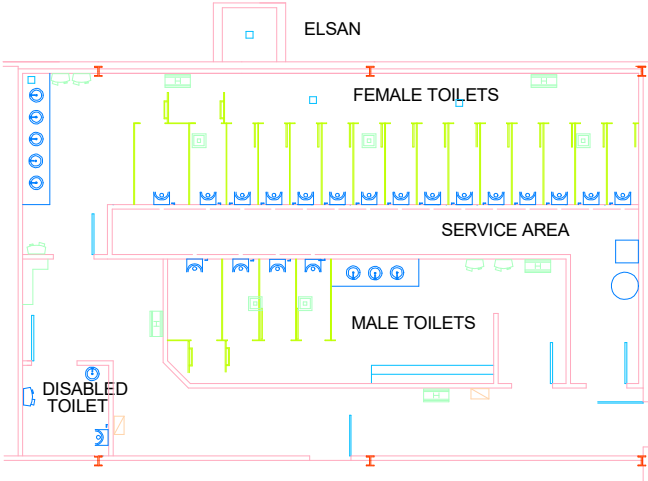 ELSAN
FEMALE TOILETS
SERVICE AREA
MALE TOILETS
DISABLED
TOILET